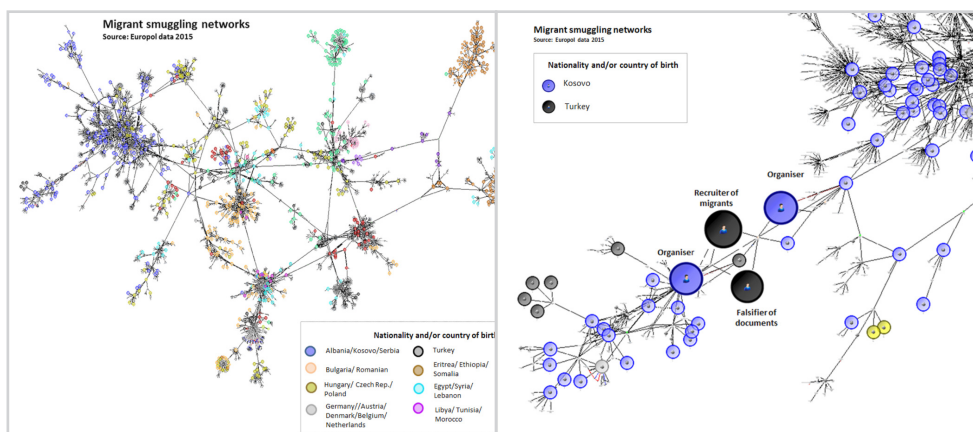 Migrant smuggling networks
Source: Europol data 2015
Nationality and/or country of birth
Albania/Kosovo/Serbia
Bulgaria/ Romanian
Hungary/ Czech Rep./
Poland
Germany//Austria/
Denmark/Belgium/
Netherlands
Turkey
Eritrea/ Ethiopia/
Somalia
Egypt/Syria/
Lebanon
Libya/ Tunisia/
Morocco
Migrant smuggling networks
Source: Europol data 2015
Nationality and/or country of birth
Kosovo
Turkey
Organiser
Recruiter of
migrants
Organiser
Falsifier of
documents